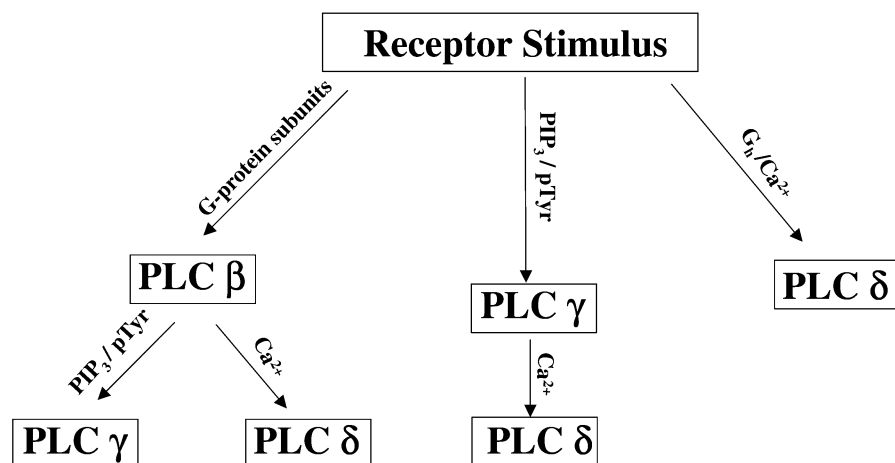 Receptor Stimulus
G-protein subunits
PIP₃ / pTyr
Gₕ/Ca²⁺
PLC β
PLC γ
PLC δ
PIP₃ / pTyr
Ca²⁺
Ca²⁺
PLC γ
PLC δ
PLC δ